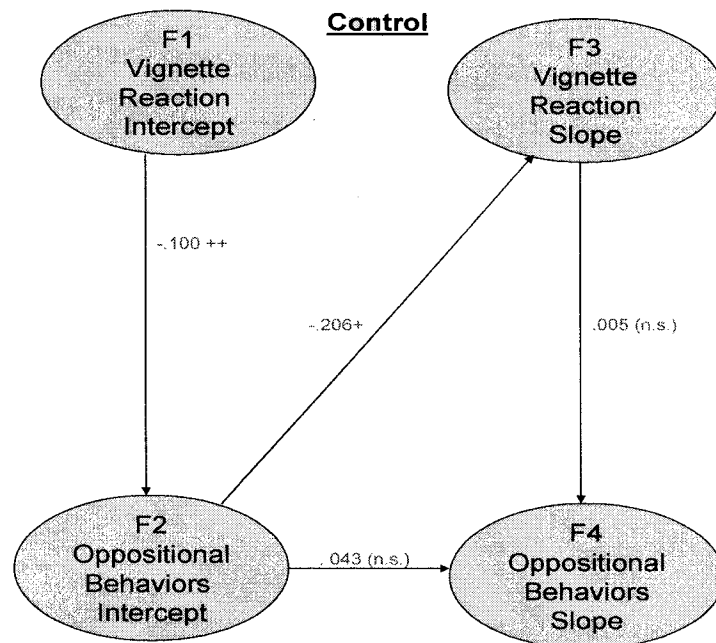 Control
F1
Vignette
Reaction
Intercept
F3
Vignette
Reaction
Slope
-.100 ++
-.206+
.005 (n.s.)
F2
Oppositional
Behaviors
Intercept
.043 (n.s.)
F4
Oppositional
Behaviors
Slope